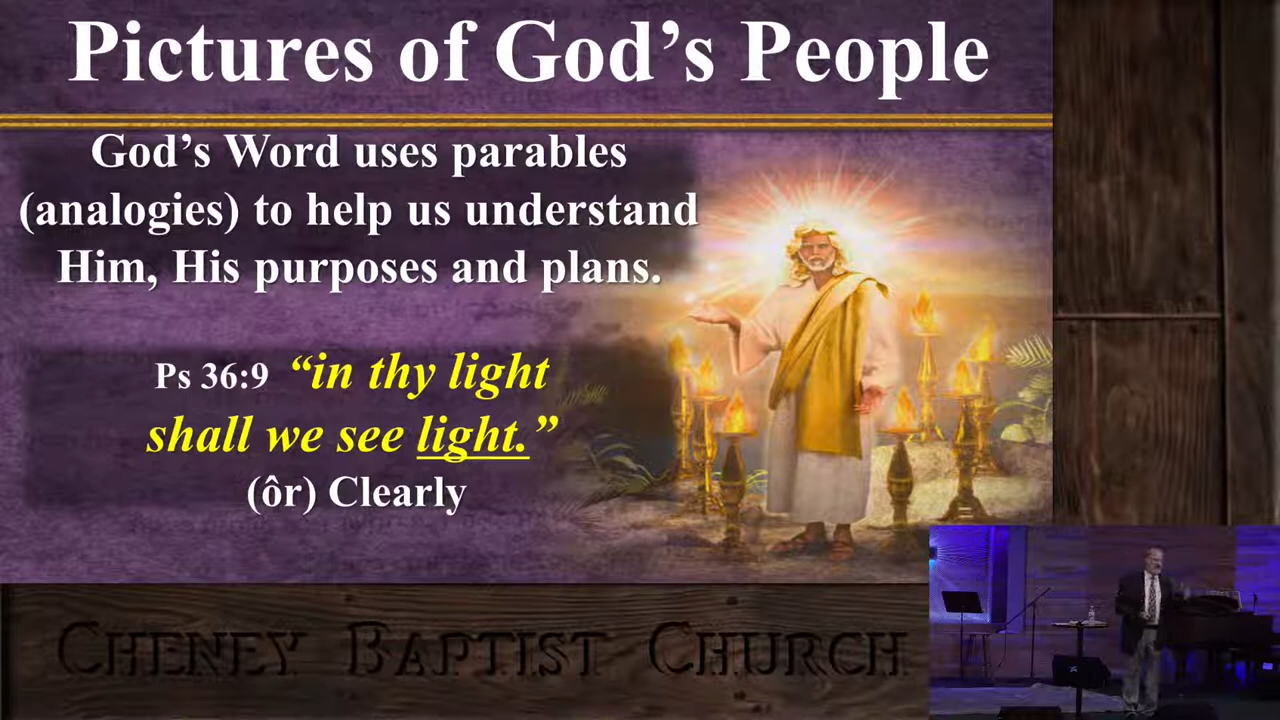 Pictures of God’s People
God’s Word uses parables
(analogies) to help us understand
Him, His purposes and plans.
Ps 36:9 “in thy light
shall we see light.”
(ôr) Clearly
Cheney Baptist Church